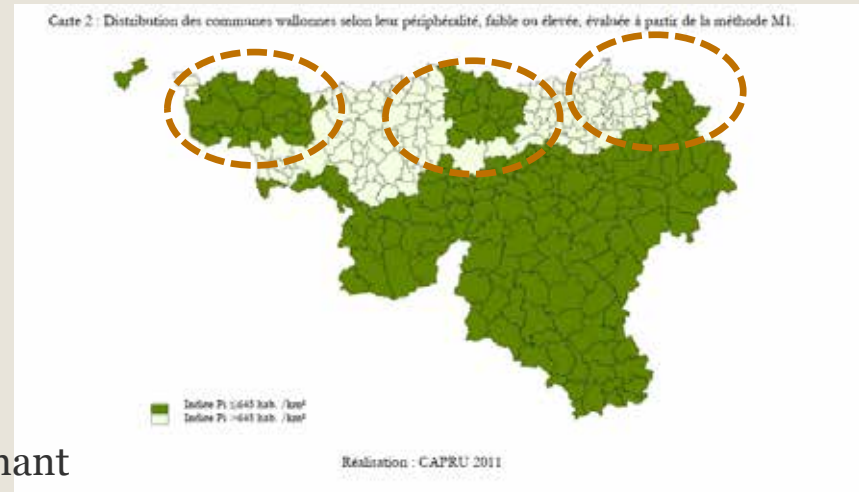 Carte 2 : Distribution des communes wallonnes selon leur périphéralité, faible ou élevée, évaluée à partir de la méthode M1.
Indice Pi ≤645 hab. /km²
Indice Pi >645 hab. /km²
Réalisation : CAPRU 2011
nant